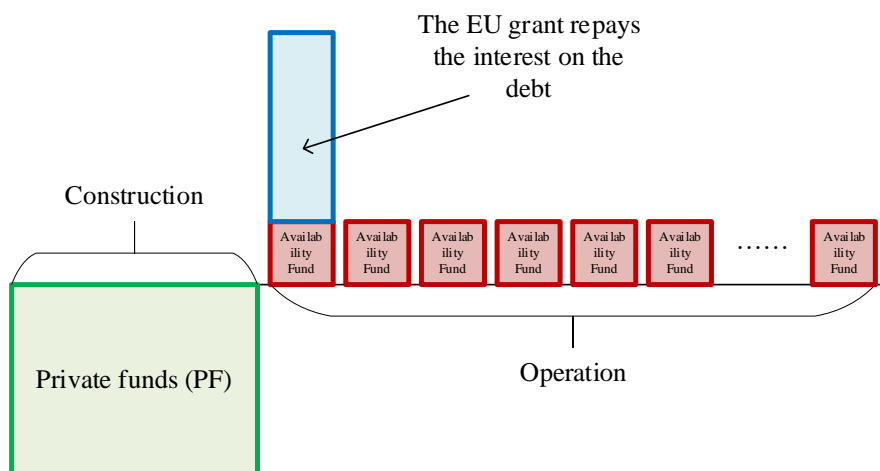 The EU grant repays
the interest on the
debt
Construction
Availab
ility
Fund
Availab
ility
Fund
Availab
ility
Fund
Availab
ility
Fund
Availab
ility
Fund
Availab
ility
Fund
……
Availab
ility
Fund
Private funds (PF)
Operation